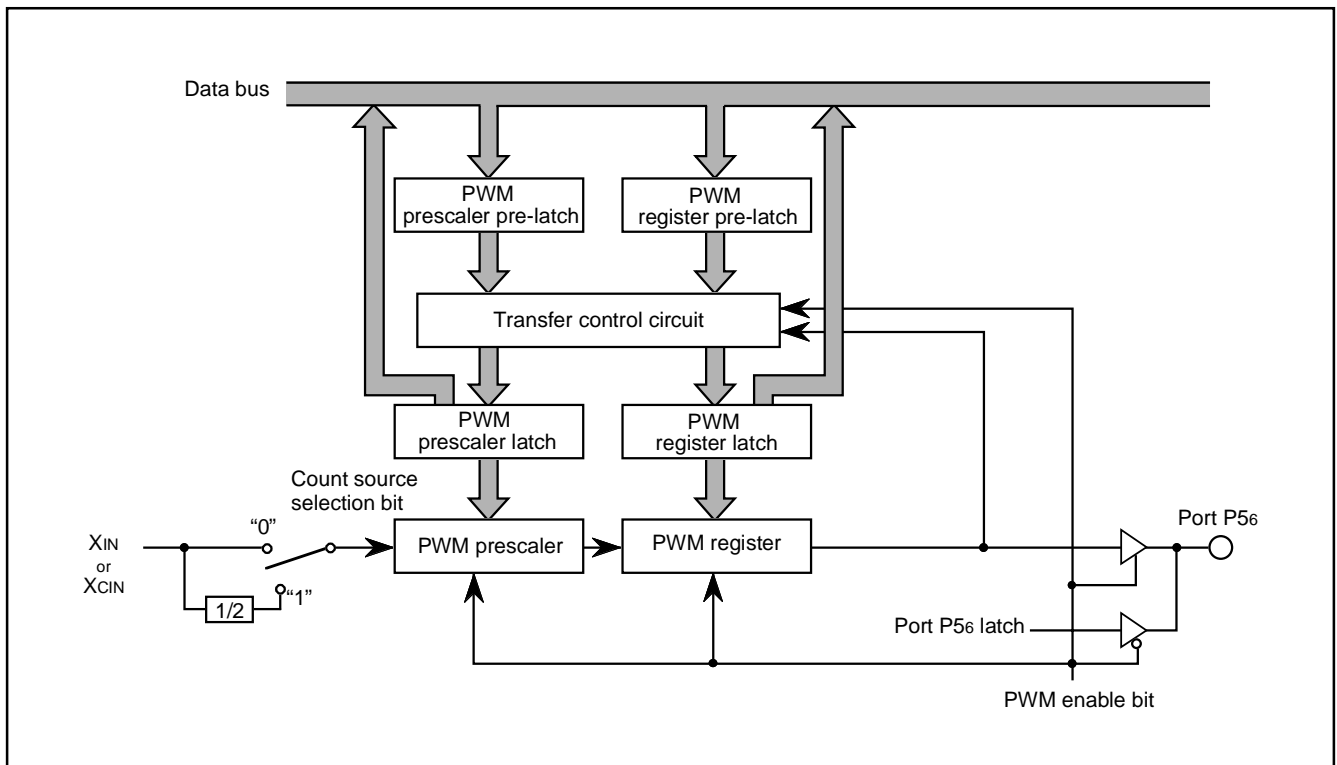 Data bus
PWM
prescaler pre-latch
PWM
register pre-latch
Transfer control circuit
PWM
prescaler latch
PWM
register latch
Count source
selection bit
“0”
Port P56
XIN
or
XCIN
PWM prescaler
PWM register
“1”
1/2
Port P56 latch
PWM enable bit